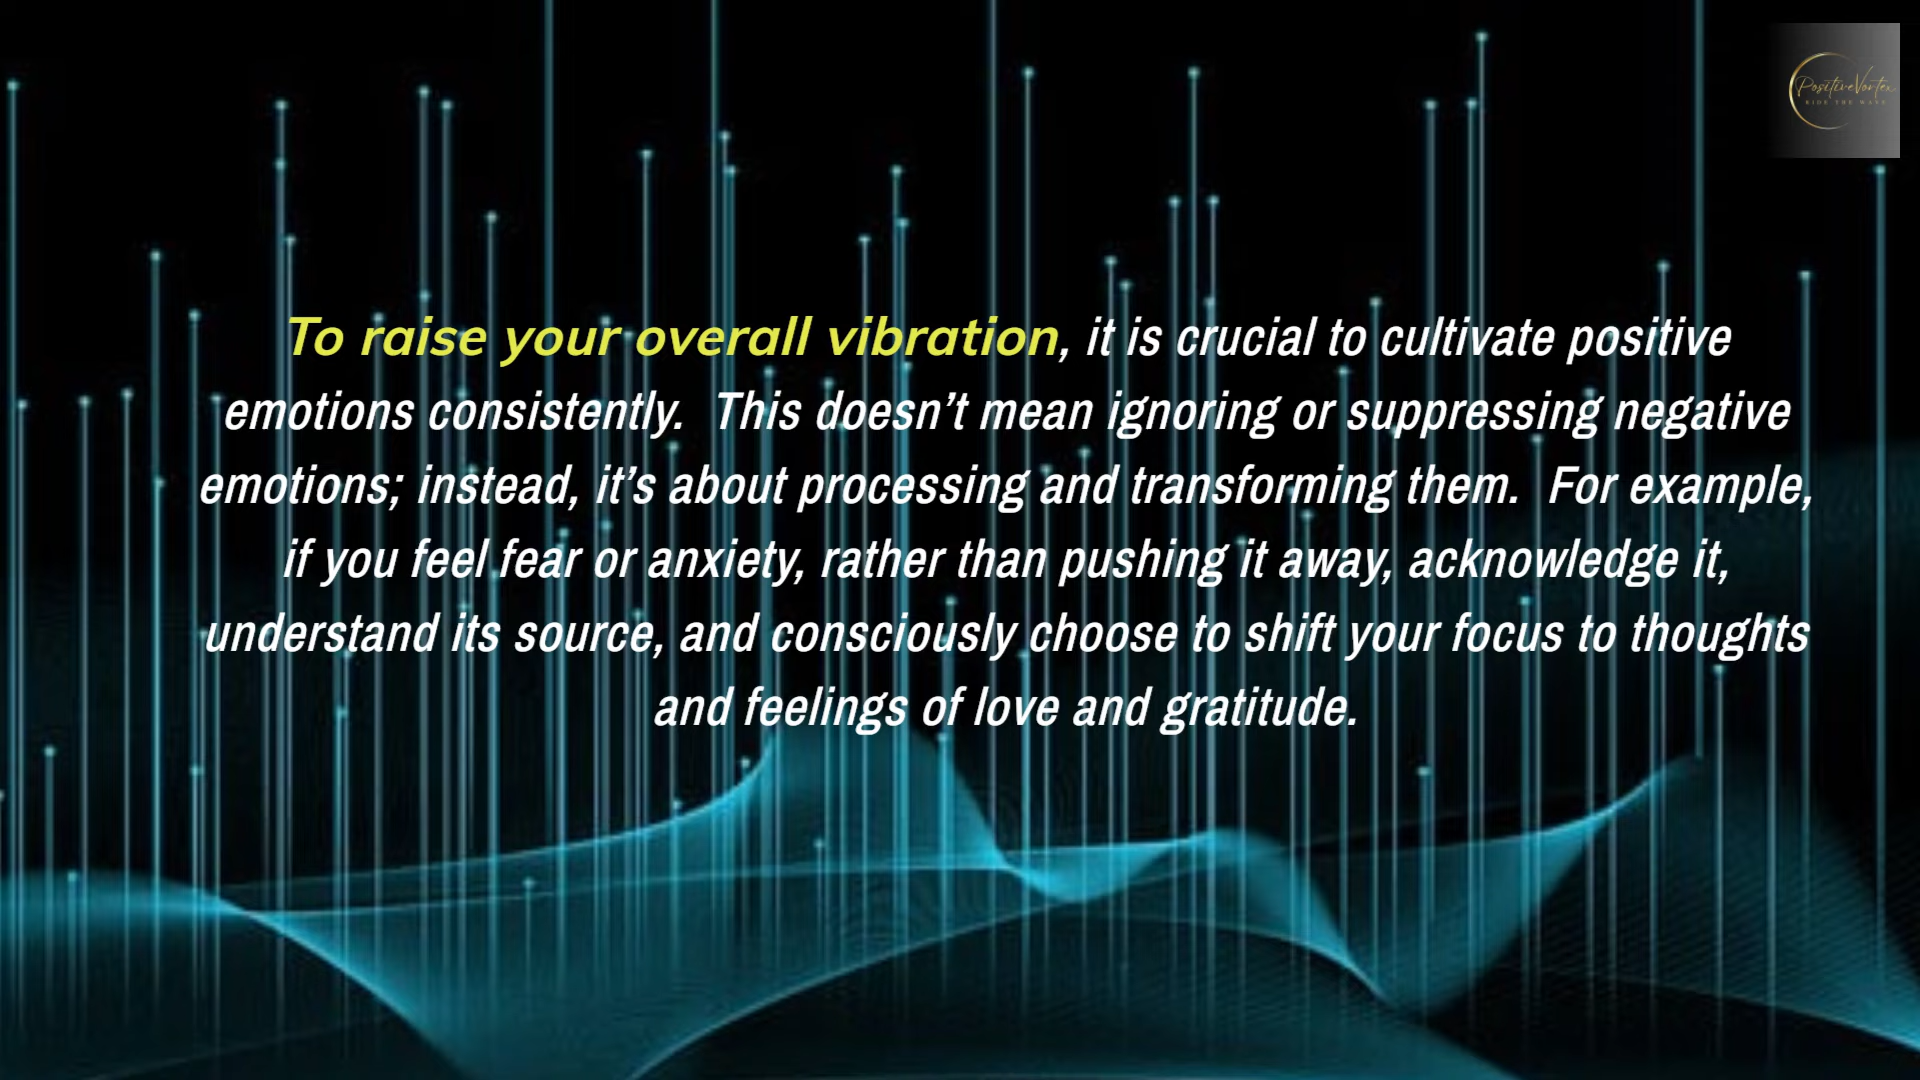 PositiveVortex
RIDE THE WAVE
To raise your overall vibration, it is crucial to cultivate positive
emotions consistently.  This doesn’t mean ignoring or suppressing negative
emotions; instead, it’s about processing and transforming them.  For example,
if you feel fear or anxiety, rather than pushing it away, acknowledge it,
understand its source, and consciously choose to shift your focus to thoughts
and feelings of love and gratitude.